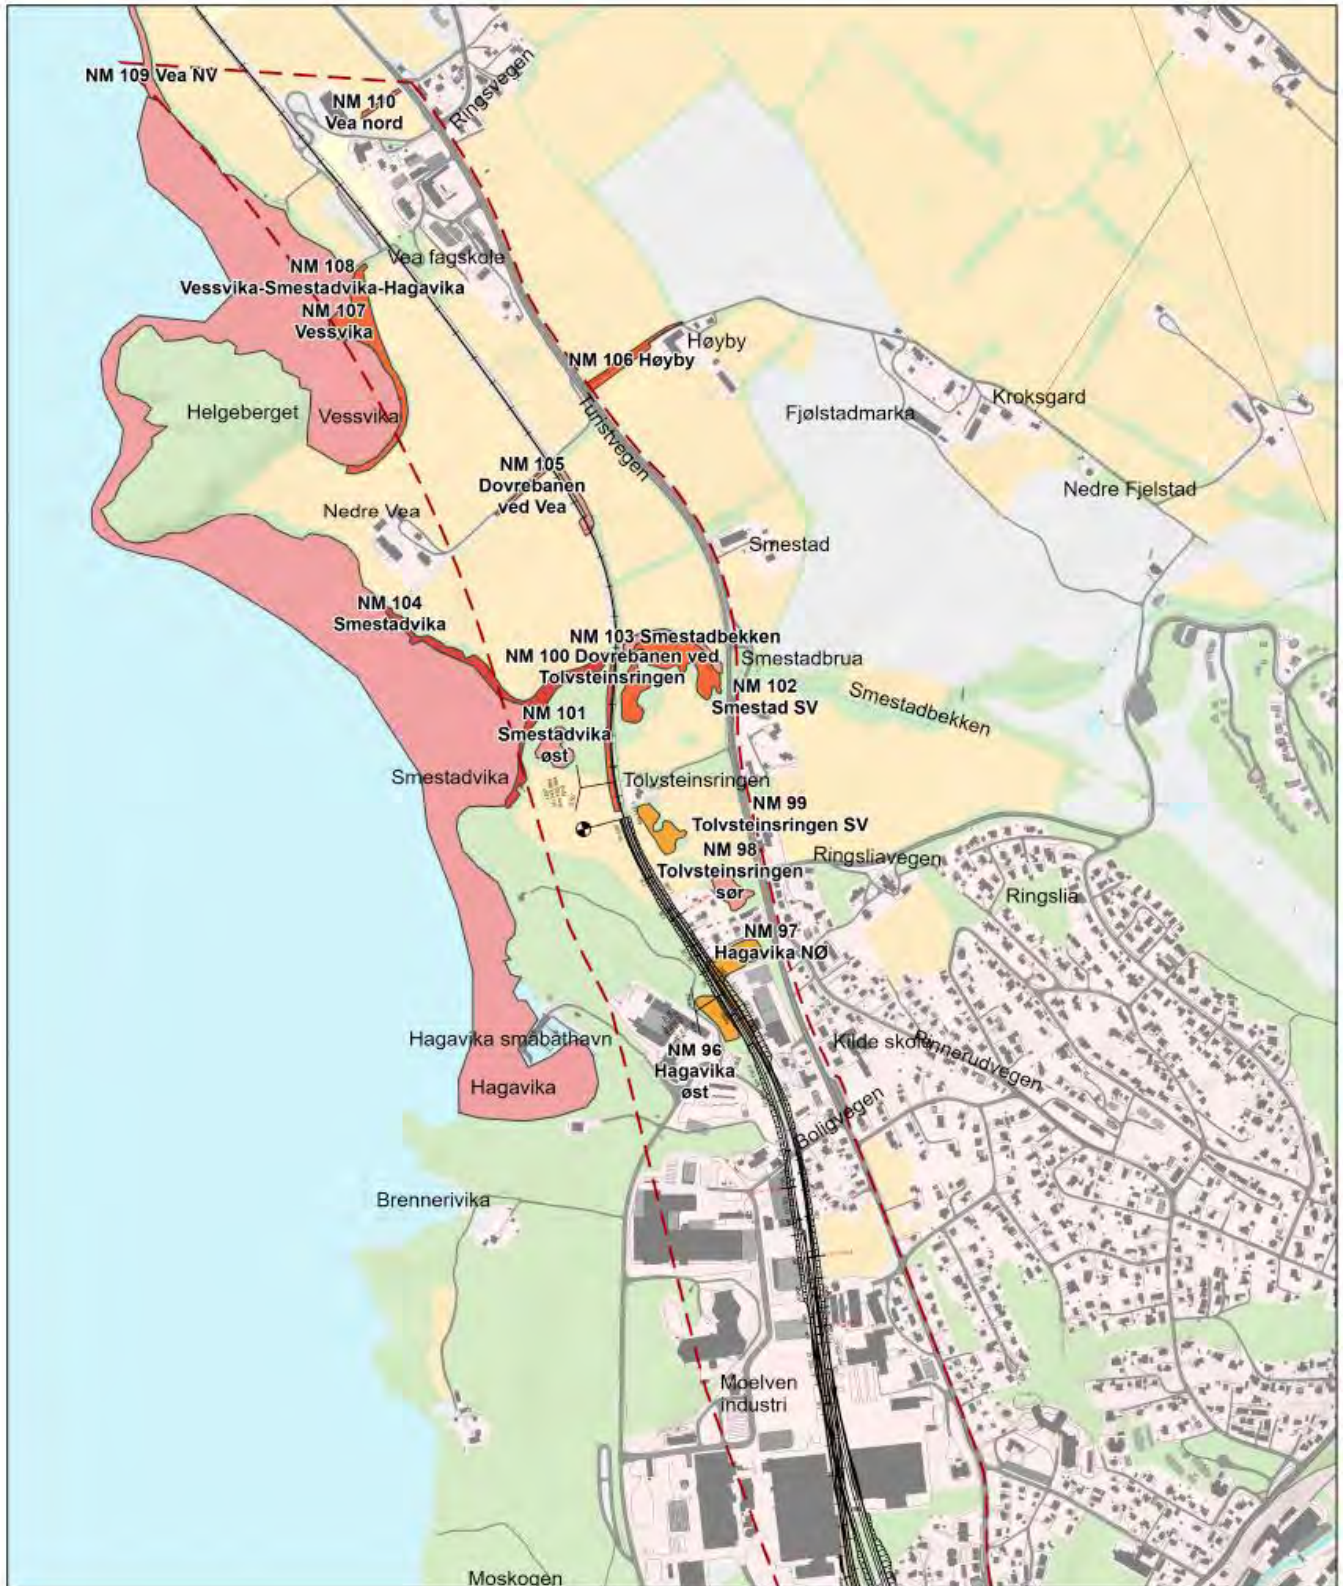 NM 109 Vea NV
NM 110
Vea nord
Ringsvegen
Vea fagskole
NM 108
Vessvika-Smestadvika-Hagavika
NM 107
Vessvika
NM 106 Høyby
Høyby
Helgeberget
Vessvika
Turistvegen
Fjølstadmarka
Kroksgard
NM 105
Dovrebanen
ved Vea
Nedre Vea
Nedre Fjelstad
Smestad
NM 104
Smestadvika
NM 103 Smestadbekken
NM 100 Dovrebanen ved
Tolvsteinsringen
Smestadbrua
NM 102
Smestad SV
Smestadbekken
NM 101
Smestadvika
øst
Smestadvika
Tolvsteinsringen
NM 99
Tolvsteinsringen SV
NM 98
Tolvsteinsringen
sør
Ringsliavegen
Ringslia
NM 97
Hagavika NØ
Hagavika småbåthavn
Kilde skole
Pinnerudvegen
NM 96
Hagavika
øst
Hagavika
Boligvegen
Brennerivika
Moelven
industri
Moskogen